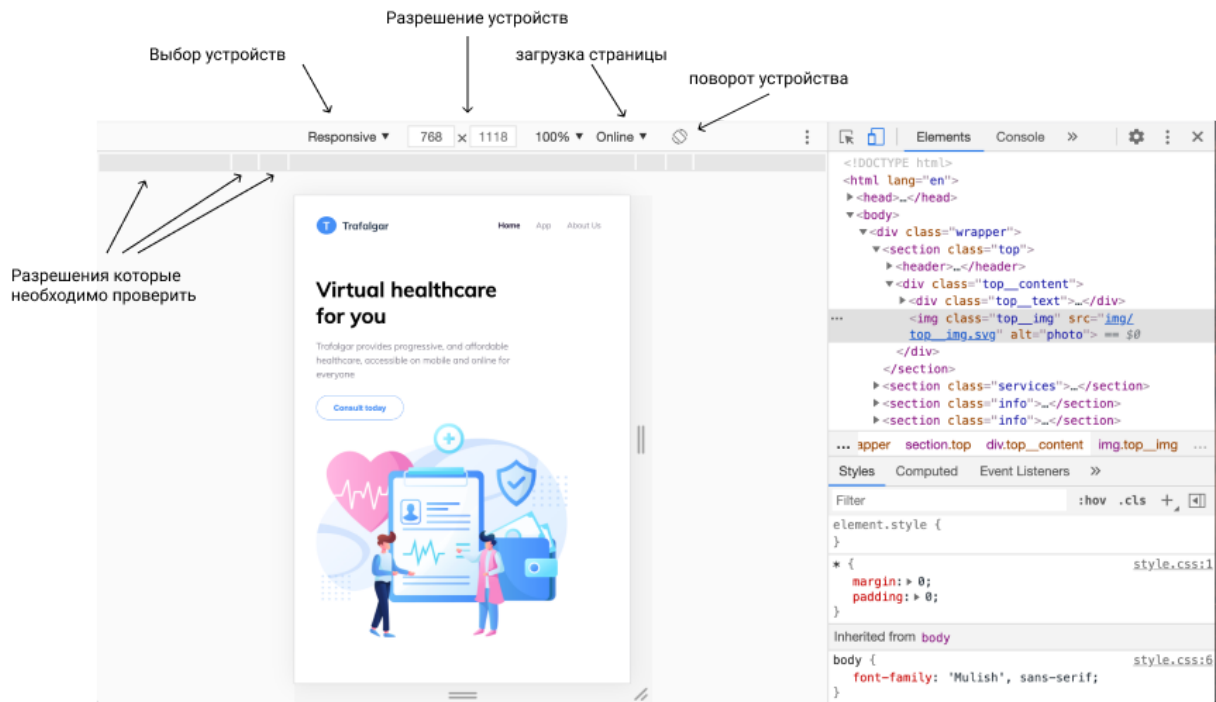 Разрешение устройств
Выбор устройств
загрузка страницы
поворот устройства
Responsive ▼ 768 × 1118 100% ▼ Online ▼
Разрешения которые
необходимо проверить
T Trafalgar Home App About Us
Virtual healthcare
for you
Trafalgar provides progressive, and affordable
healthcare, accessible on mobile and online for
everyone
Consult today
Elements Console »
<!DOCTYPE html>
<html lang="en">
▶<head>…</head>
▼<body>
▼<div class="wrapper">
▼<section class="top">
▶<header>…</header>
▼<div class="top__content">
▶<div class="top__text">…</div>
… <img class="top__img" src="img/
top__img.svg" alt="photo"> == $0
</div>
</section>
▶<section class="services">…</section>
▶<section class="info">…</section>
▶<section class="info">…</section>
… apper section.top div.top__content img.top__img …
Styles Computed Event Listeners »
Filter :hov .cls +
element.style {
}
* { style.css:1
margin:▶ 0;
padding:▶ 0;
}
Inherited from body
body { style.css:6
font-family: 'Mulish', sans-serif;
}